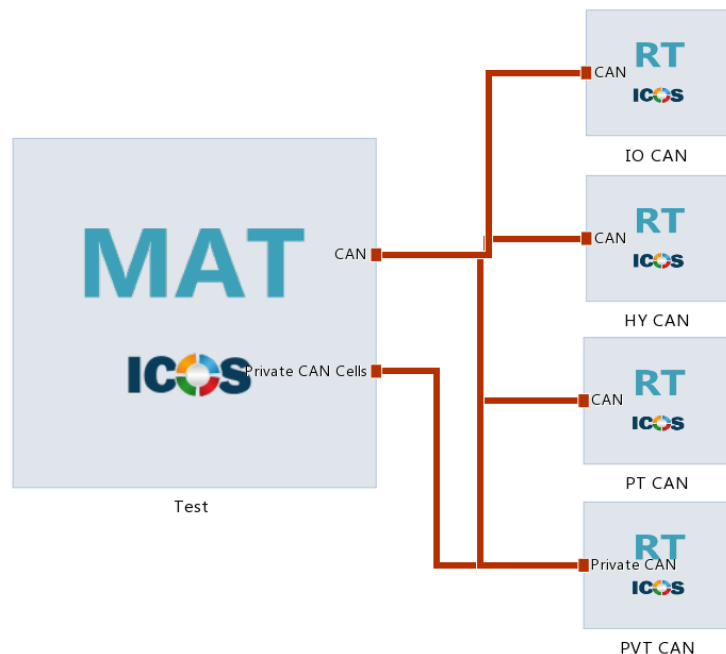 RT
CAN
ICOS
IO CAN
MAT
CAN
RT
CAN
ICOS
HY CAN
ICOS
Private CAN Cells
Test
RT
CAN
ICOS
PT CAN
RT
Private CAN
ICOS
PVT CAN